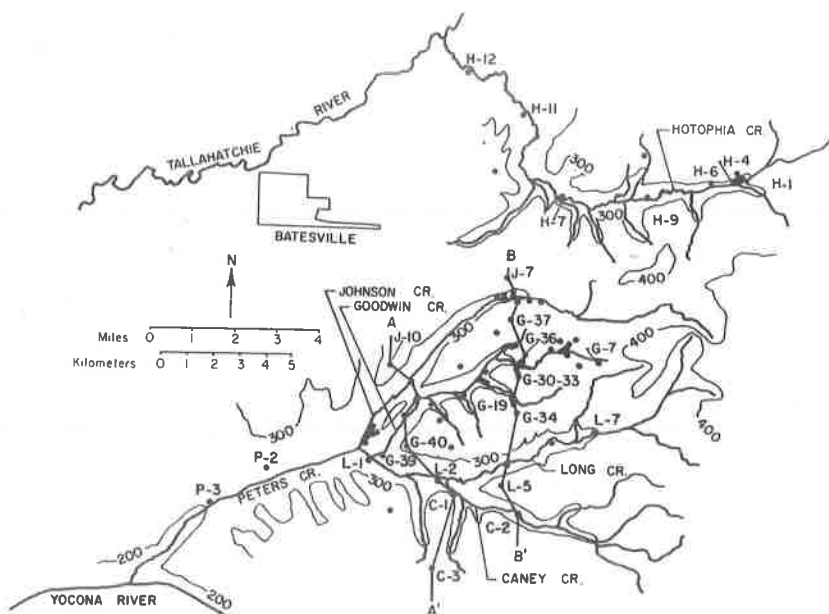 H-12
H-11
RIVER
TALLAHATCHIE
HOTOPHIA CR.
300
H-6
H-4
H-1
H-7
300
H-9
BATESVILLE
400
N
B
J-7
JOHNSON CR.
GOODWIN CR.
A
300
G-37
G-36
G-7
400
Miles
0 1 2 3 4
J-10
Kilometers
0 1 2 3 4 5
G-30-33
G-19
G-34
L-7
400
300
G-40
P-2
L-1
G-39
300
L-2
LONG CR.
P-3
PETERS CR.
300
C-1
L-5
C-2
200
B'
C-3
CANEY CR.
200
YOCONA RIVER
A'